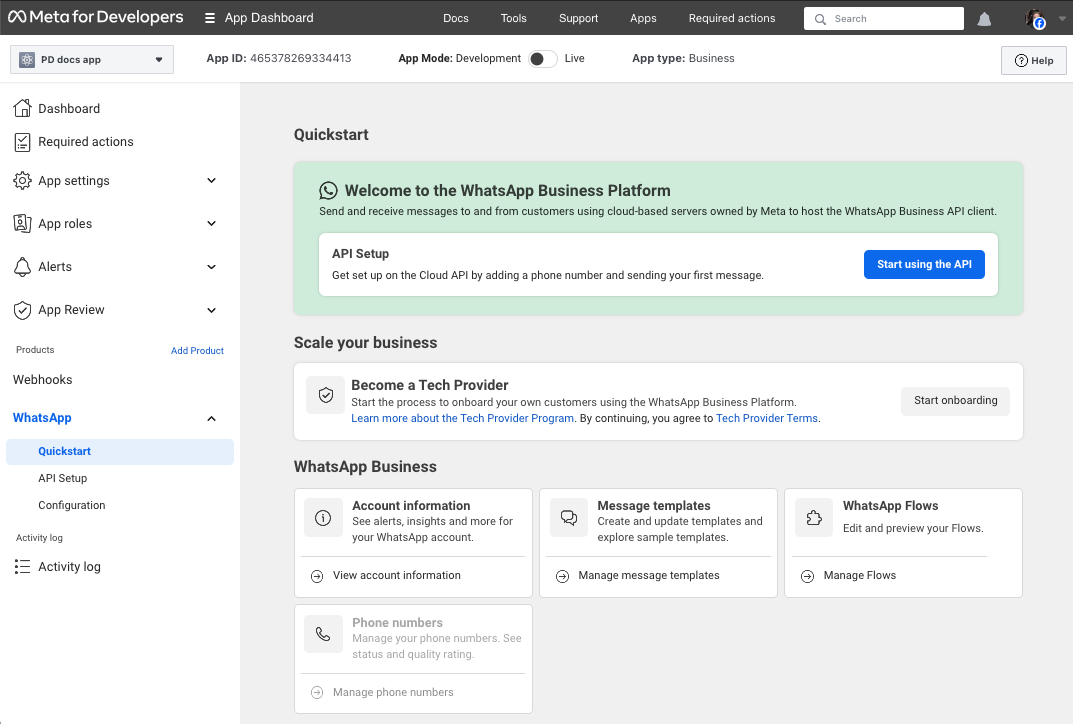 Meta for Developers
App Dashboard
Docs
Tools
Support
Apps
Required actions
Search
PD docs app
App ID: 465378269334413
App Mode: Development
Live
App type: Business
Help
Dashboard
Required actions
App settings
App roles
Alerts
App Review
Products
Add Product
Webhooks
WhatsApp
Quickstart
API Setup
Configuration
Activity log
Activity log
Quickstart
Welcome to the WhatsApp Business Platform
Send and receive messages to and from customers using cloud-based servers owned by Meta to host the WhatsApp Business API client.
API Setup
Get set up on the Cloud API by adding a phone number and sending your first message.
Start using the API
Scale your business
Become a Tech Provider
Start the process to onboard your own customers using the WhatsApp Business Platform.
Learn more about the Tech Provider Program. By continuing, you agree to Tech Provider Terms.
Start onboarding
WhatsApp Business
Account information
See alerts, insights and more for
your WhatsApp account.
View account information
Message templates
Create and update templates and
explore sample templates.
Manage message templates
WhatsApp Flows
Edit and preview your Flows.
Manage Flows
Phone numbers
Manage your phone numbers. See
status and quality rating.
Manage phone numbers